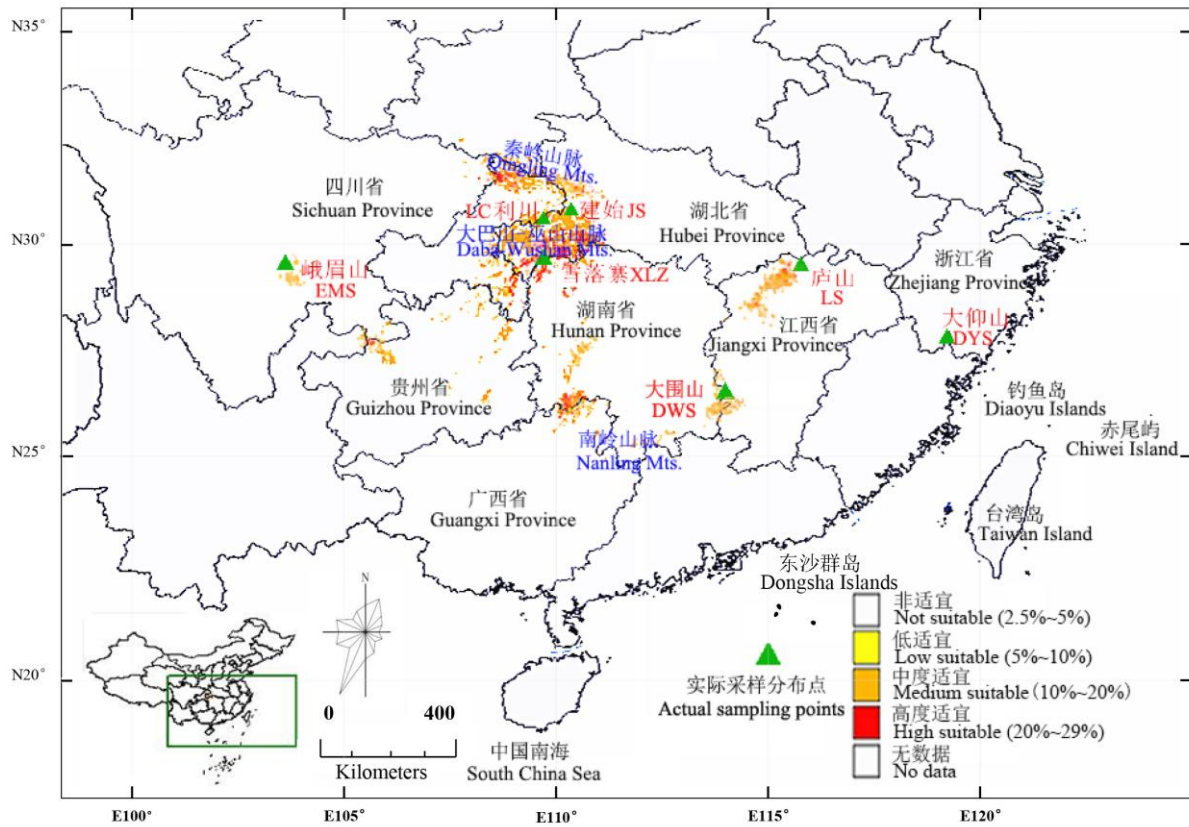 N35°
N30°
N25°
N20°
E100°
E105°
E110°
E115°
E120°
秦岭山脉
Qingling Mts.
四川省
Sichuan Province
LC利川
建始JS
湖北省
Hubei Province
大巴山-巫山山脉
Daba-Wushan Mts.
峨眉山
EMS
雪落寨XLZ
庐山
LS
浙江省
Zhejiang Province
湖南省
Hunan Province
江西省
Jiangxi Province
大仰山
DYS
贵州省
Guizhou Province
大围山
DWS
钓鱼岛
Diaoyu Islands
赤尾屿
Chiwei Island
南岭山脉
Nanling Mts.
广西省
Guangxi Province
台湾岛
Taiwan Island
东沙群岛
Dongsha Islands
N
0 400
Kilometers
中国南海
South China Sea
实际采样分布点
Actual sampling points
非适宜
Not suitable (2.5%~5%)
低适宜
Low suitable (5%~10%)
中度适宜
Medium suitable (10%~20%)
高度适宜
High suitable (20%~29%)
无数据
No data